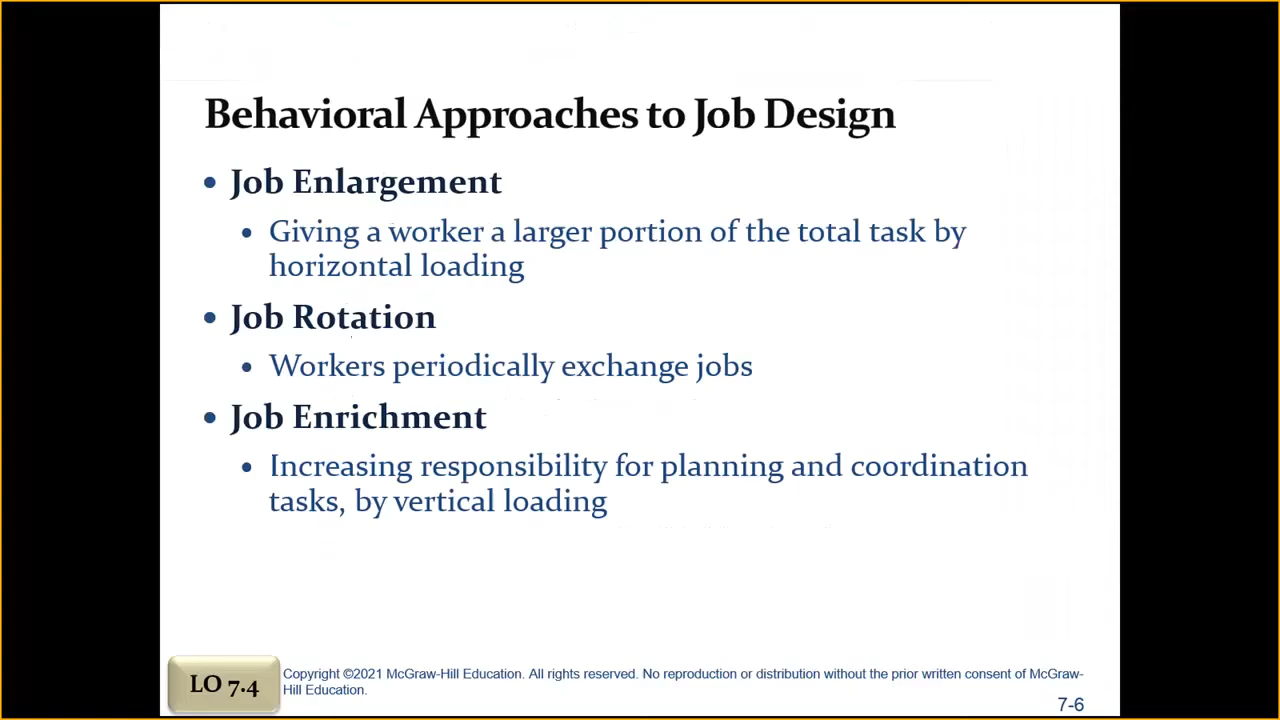 Behavioral Approaches to Job Design
• Job Enlargement
• Giving a worker a larger portion of the total task by
horizontal loading
• Job Rotation
• Workers periodically exchange jobs
• Job Enrichment
• Increasing responsibility for planning and coordination
tasks, by vertical loading
LO 7.4
Copyright ©2021 McGraw-Hill Education. All rights reserved. No reproduction or distribution without the prior written consent of McGraw-
Hill Education.
7-6